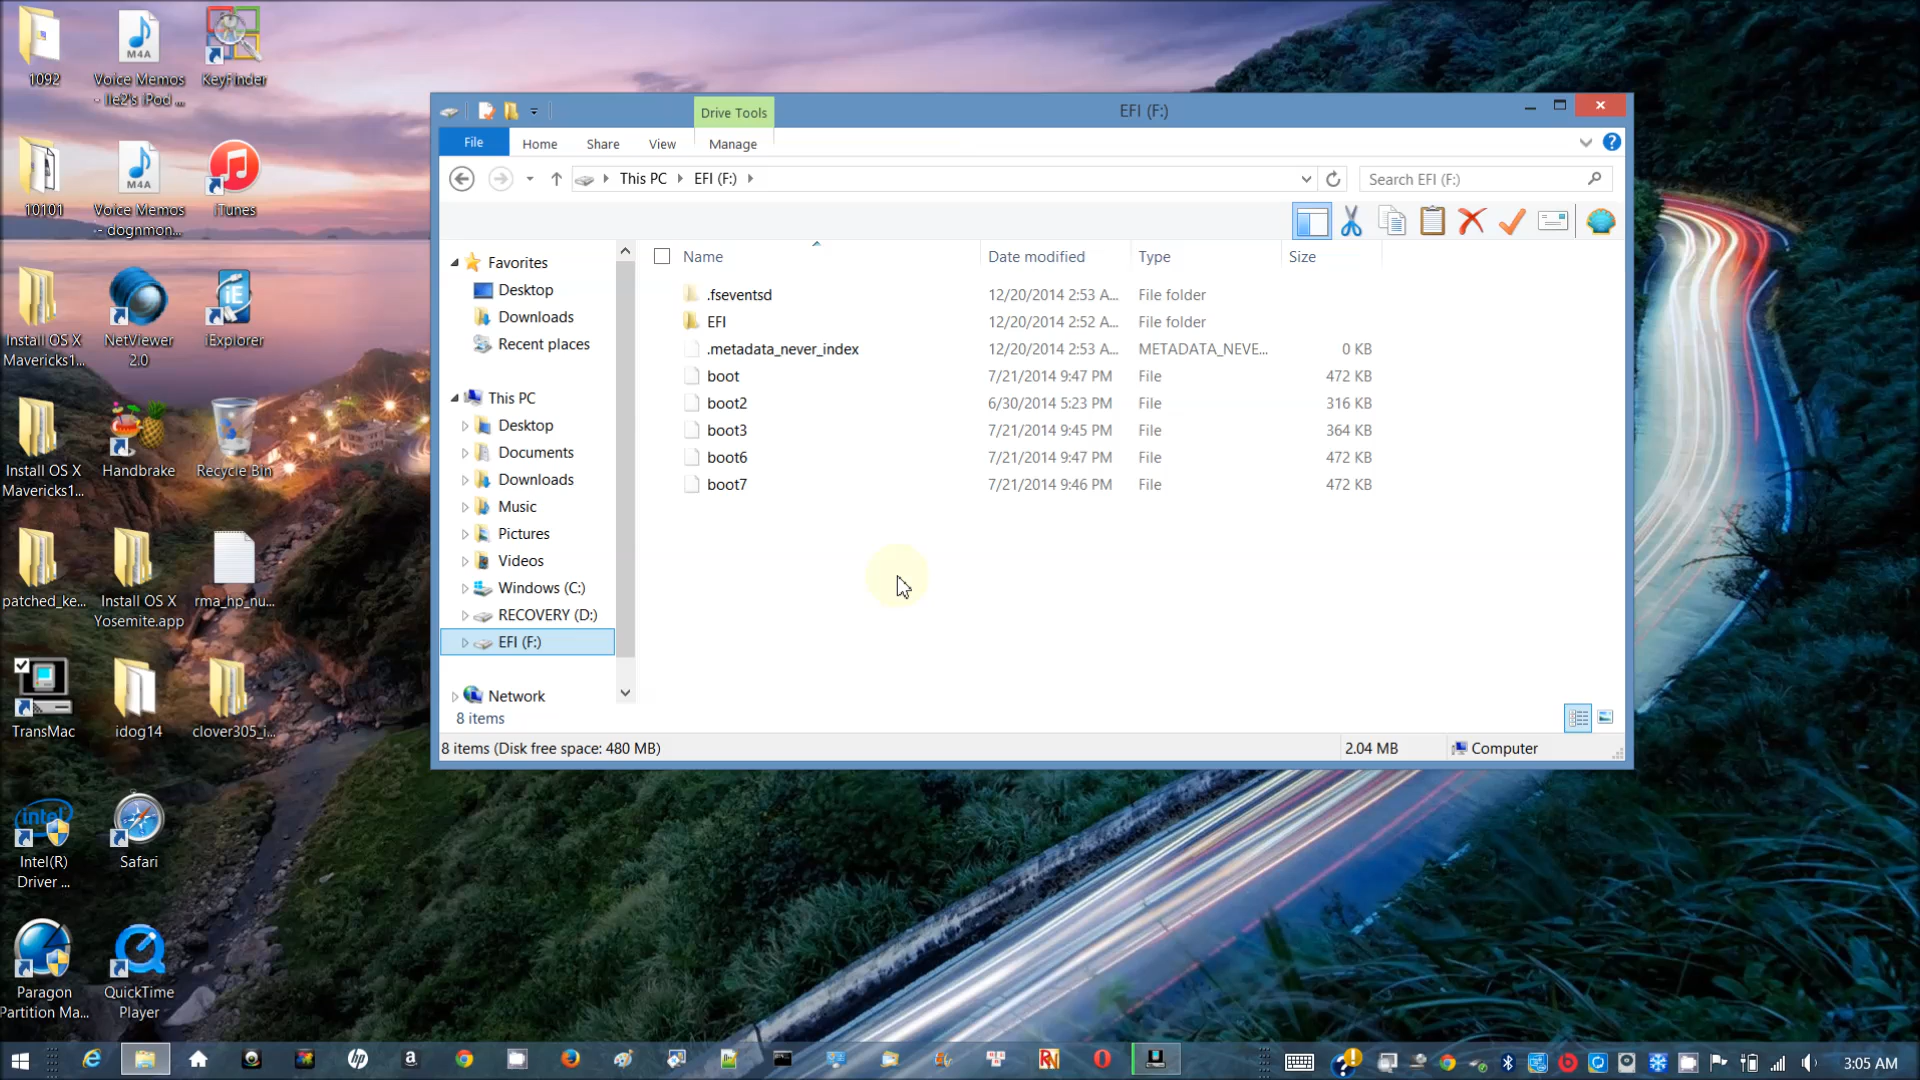 1092
Voice Memos
- Ile2's iPod ...
KeyFinder
10101
Voice Memos
- dognmon...
iTunes
Install OS X
Mavericks1...
NetViewer
2.0
iExplorer
Install OS X
Mavericks1...
Handbrake
Recycle Bin
patched_ke...
Install OS X
Yosemite.app
rma_hp_nu...
TransMac
idog14
clover305_i...
Intel(R)
Driver ...
Safari
Paragon
Partition Ma...
QuickTime
Player
M4A
M4A
iE
intel
Drive Tools
EFI (F:)
File
Home
Share
View
Manage
This PC
EFI (F:)
Search EFI (F:)
Favorites
Desktop
Downloads
Recent places
This PC
Desktop
Documents
Downloads
Music
Pictures
Videos
Windows (C:)
RECOVERY (D:)
EFI (F:)
Network
Name Date modified Type Size
.fseventsd 12/20/2014 2:53 A... File folder
EFI 12/20/2014 2:52 A... File folder
.metadata_never_index 12/20/2014 2:53 A... METADATA_NEVE... 0 KB
boot 7/21/2014 9:47 PM File 472 KB
boot2 6/30/2014 5:23 PM File 316 KB
boot3 7/21/2014 9:45 PM File 364 KB
boot6 7/21/2014 9:47 PM File 472 KB
boot7 7/21/2014 9:46 PM File 472 KB
8 items
8 items (Disk free space: 480 MB)
2.04 MB
Computer
3:05 AM